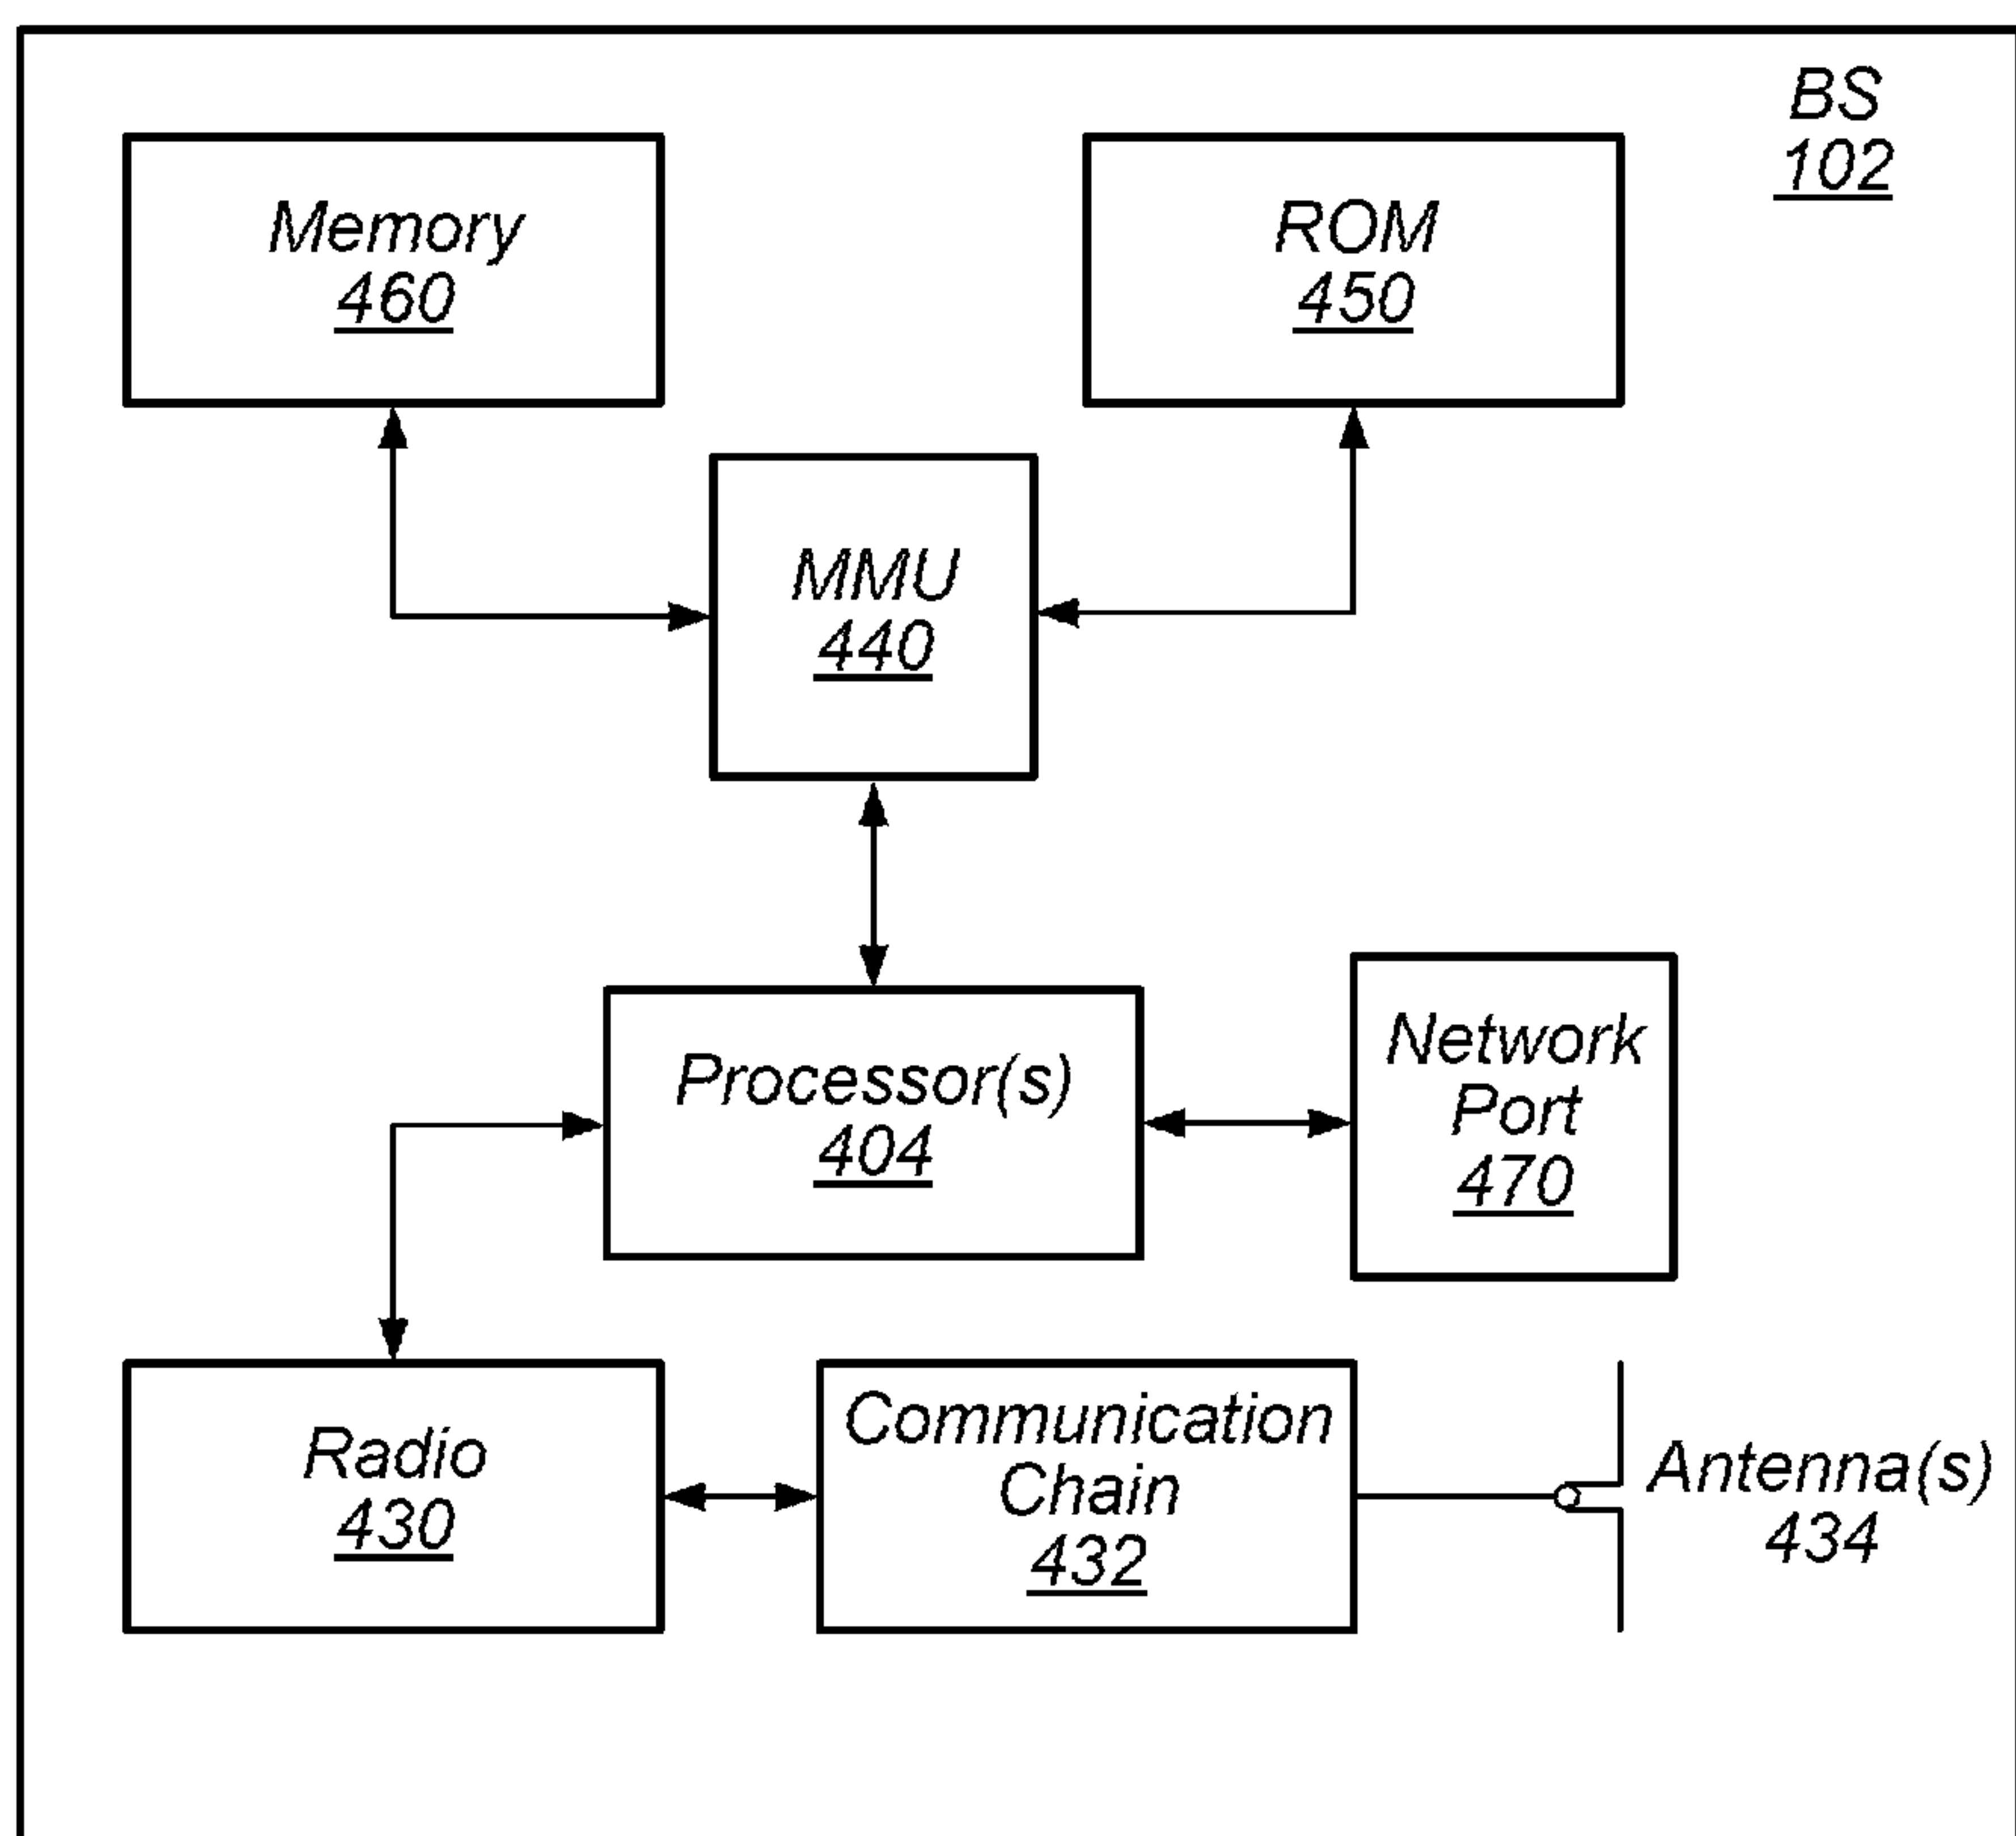 BS
102
Memory
460
ROM
450
MMU
440
Processor(s)
404
Network
Port
470
Radio
430
Communication
Chain
432
Antenna(s)
434